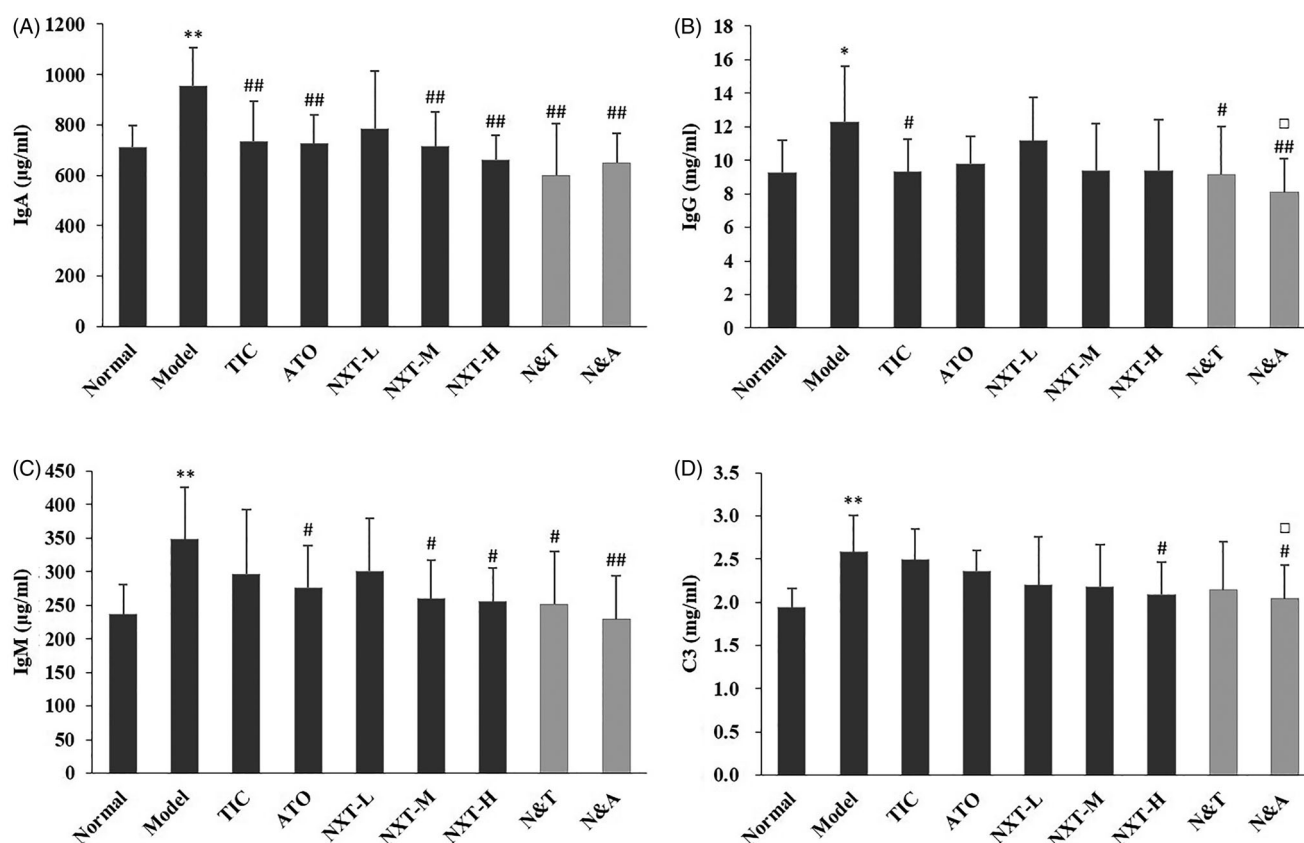 (A)
IgA (µg/ml)
1200
1000
800
600
400
200
0
**
##
##
##
##
##
##
Normal
Model
TIC
ATO
NXT-L
NXT-M
NXT-H
N&T
N&A
(B)
IgG (mg/ml)
18
16
14
12
10
8
6
4
2
0
*
#
#
□
##
Normal
Model
TIC
ATO
NXT-L
NXT-M
NXT-H
N&T
N&A
(C)
IgM (µg/ml)
450
400
350
300
250
200
150
100
50
0
**
#
#
#
#
##
Normal
Model
TIC
ATO
NXT-L
NXT-M
NXT-H
N&T
N&A
(D)
C3 (mg/ml)
3.5
3.0
2.5
2.0
1.5
1.0
0.5
0.0
**
#
□
#
Normal
Model
TIC
ATO
NXT-L
NXT-M
NXT-H
N&T
N&A